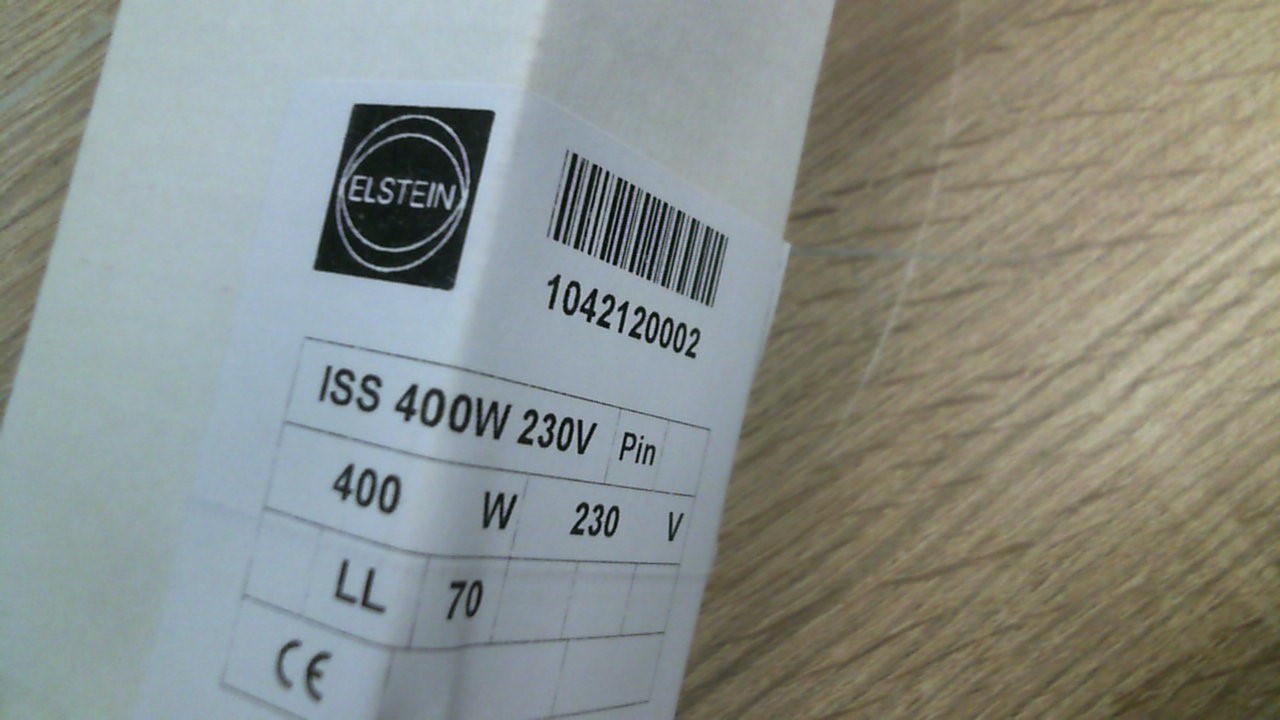 ELSTEIN
1042120002
ISS 400W 230V Pin
400 W 230 V
LL 70
CE